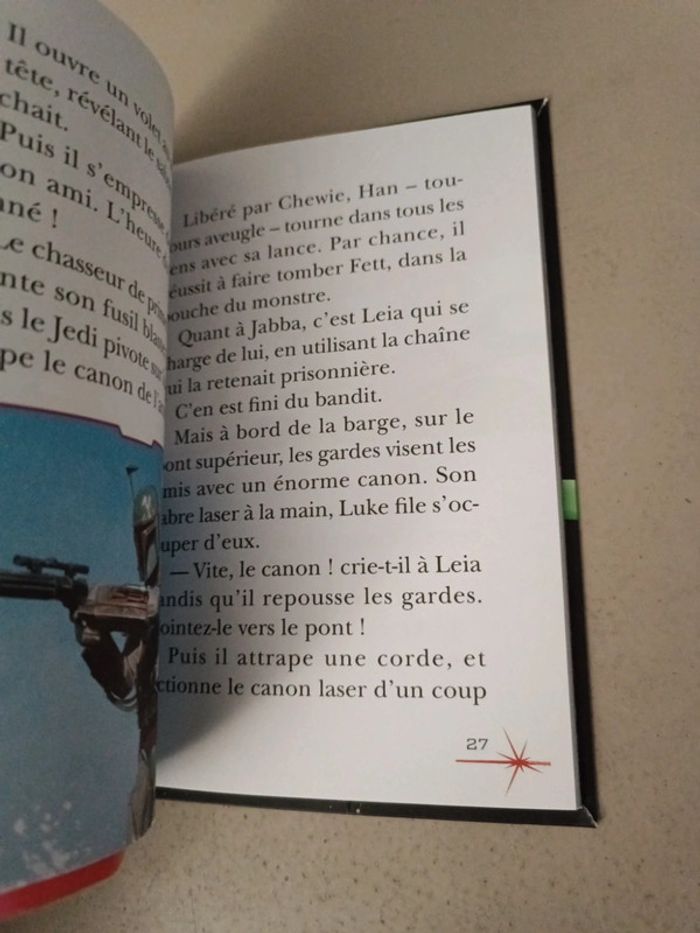 Il ouvre un volet
tête, révélant le
chait.
Puis il s'empresse
on ami. L'heure
né !
Le chasseur de
nte son fusil
s le Jedi pivote
pe le canon de
Libéré par Chewie, Han – tou-
ours aveugle – tourne dans tous les
ens avec sa lance. Par chance, il
éussit à faire tomber Fett, dans la
ouche du monstre.
Quant à Jabba, c'est Leia qui se
harge de lui, en utilisant la chaîne
ui la retenait prisonnière.
C'en est fini du bandit.
Mais à bord de la barge, sur le
ont supérieur, les gardes visent les
mis avec un énorme canon. Son
abre laser à la main, Luke file s'oc-
uper d'eux.
— Vite, le canon ! crie-t-il à Leia
andis qu'il repousse les gardes.
ointez-le vers le pont !
Puis il attrape une corde, et
ctionne le canon laser d'un coup
27